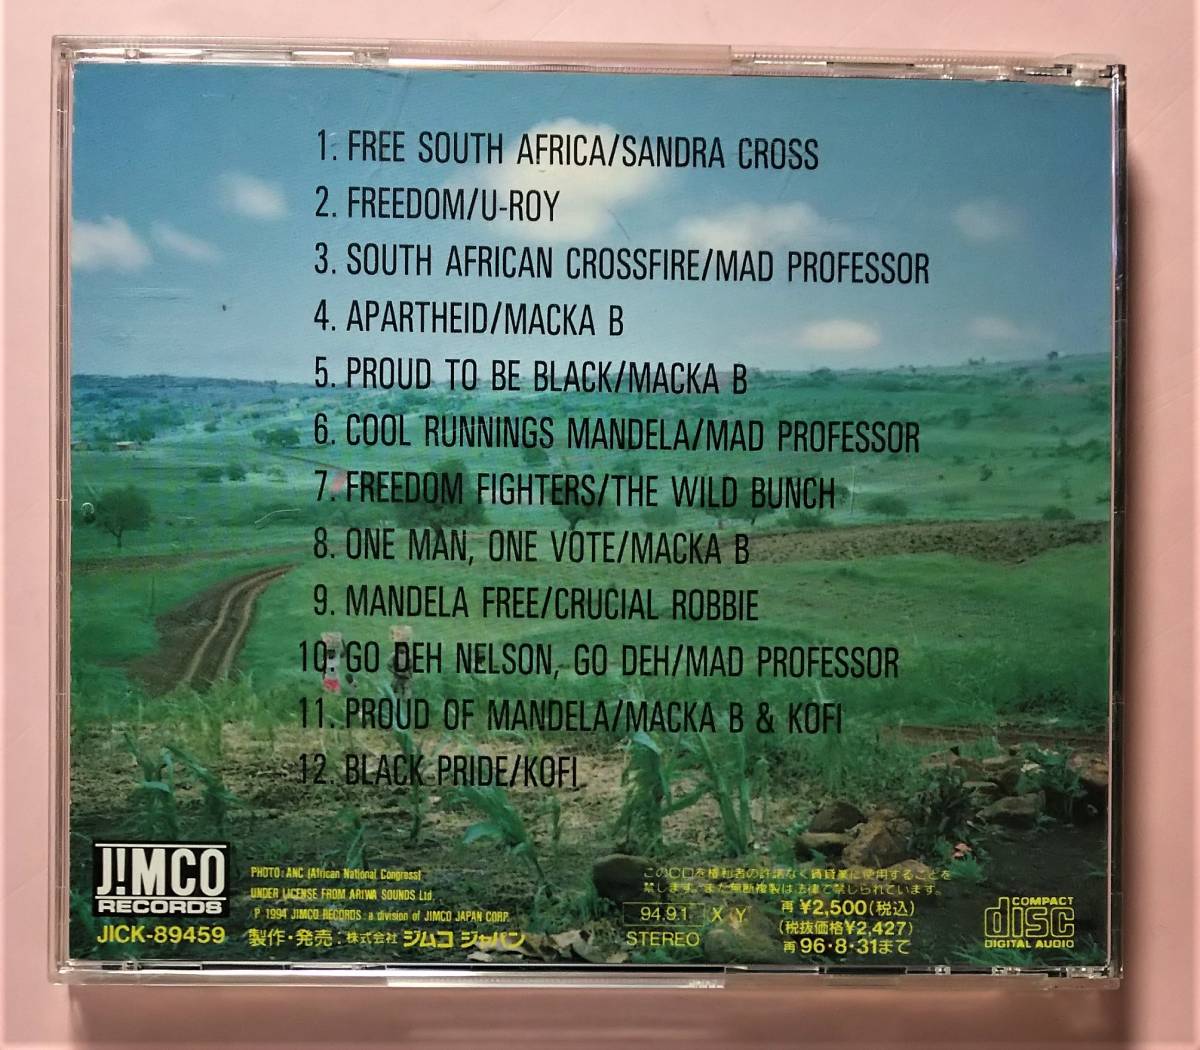 1. FREE SOUTH AFRICA/SANDRA CROSS
2. FREEDOM/U-ROY
3. SOUTH AFRICAN CROSSFIRE/MAD PROFESSOR
4. APARTHEID/MACKA B
5. PROUD TO BE BLACK/MACKA B
6. COOL RUNNINGS MANDELA/MAD PROFESSOR
7. FREEDOM FIGHTERS/THE WILD BUNCH
8. ONE MAN, ONE VOTE/MACKA B
9. MANDELA FREE/CRUCIAL ROBBIE
10. GO DEH NELSON, GO DEH/MAD PROFESSOR
11. PROUD OF MANDELA/MACKA B & KOFI
12. BLACK PRIDE/KOFI
J!MCO
RECORDS
JICK-89459
PHOTO: ANC (African National Congress)
UNDER LICENSE FROM ARIWA SOUNDS Ltd.
P 1994 JIMCO RECORDS : a division of JIMCO JAPAN CORP.
製作・発売:株式会社 ジムコ ジャパン
このCDを権利者の許諾なく賃貸業に使用することを
禁じます。また無断複製は法律で禁じられています。
94.9.1 X Y
STEREO
再 ¥2,500(税込)
(税抜価格¥2,427)
再 96・8・31まで
COMPACT
disc
DIGITAL AUDIO